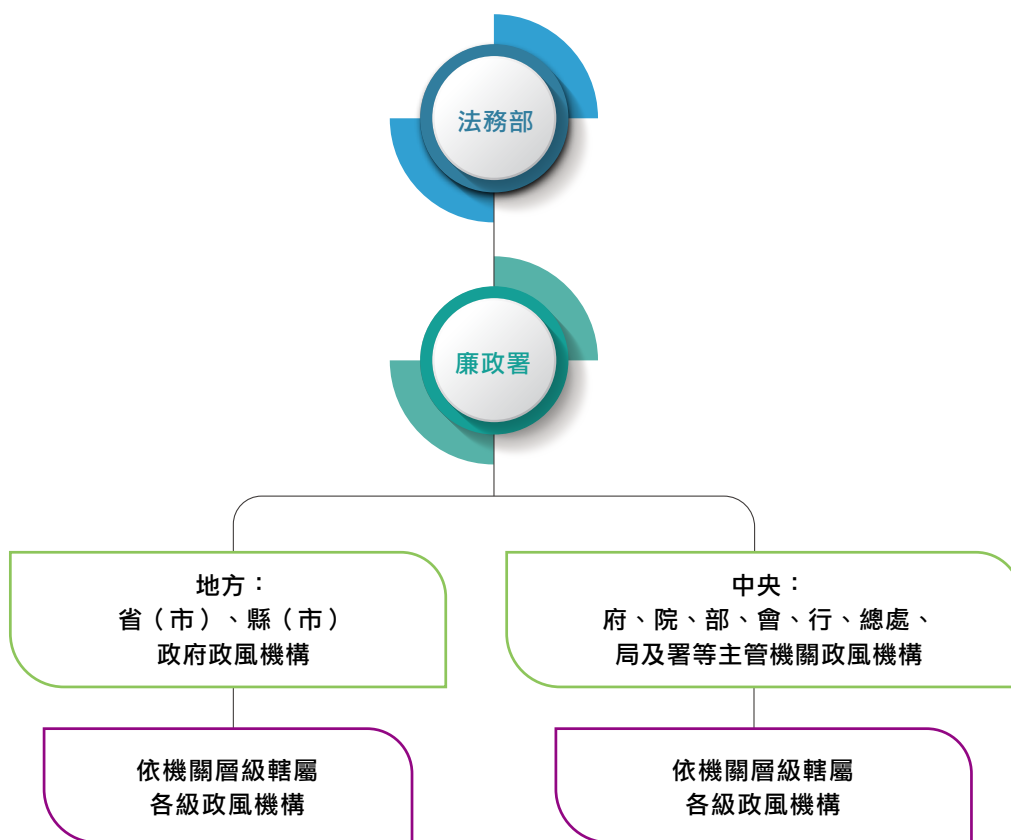 法務部
廉政署
地方：
省（市）、縣（市）
政府政風機構
中央：
府、院、部、會、行、總處、
局及署等主管機關政風機構
依機關層級轄屬
各級政風機構
依機關層級轄屬
各級政風機構